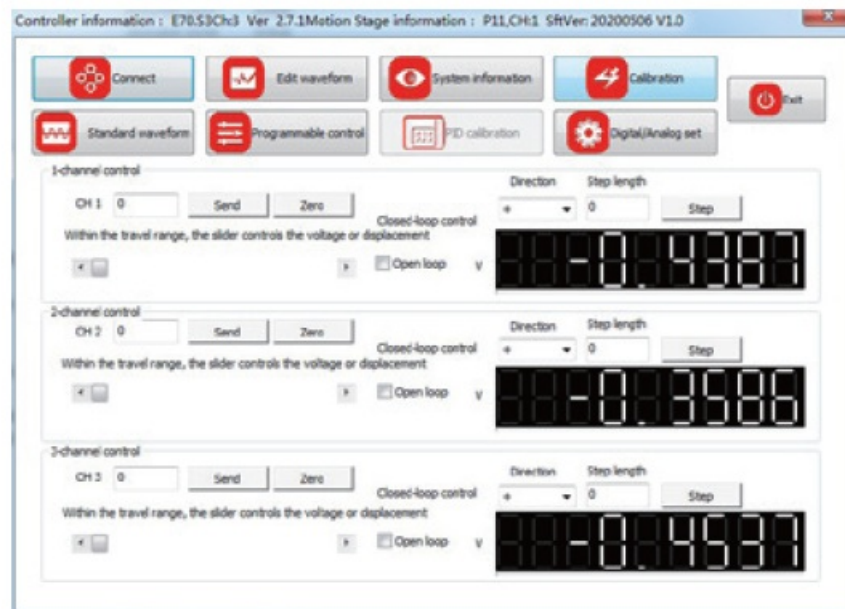 Controller information : E70.S3Ch:3 Ver 2.7.1Motion Stage information : P11,CH:1 SftVer: 20200506 V1.0
Connect Edit waveform System information Calibration
Exit
Standard waveform Programmable control PID calibration Digital/Analog set
1-channel control
Direction Step length
CH 1 0 Send Zero + 0 Step
Closed-loop control
Within the travel range, the slider controls the voltage or displacement
Open loop V -0.4387
2-channel control
Direction Step length
CH 2 0 Send Zero + 0 Step
Closed-loop control
Within the travel range, the slider controls the voltage or displacement
Open loop V -0.3586
3-channel control
Direction Step length
CH 3 0 Send Zero + 0 Step
Closed-loop control
Within the travel range, the slider controls the voltage or displacement
Open loop V -0.4537